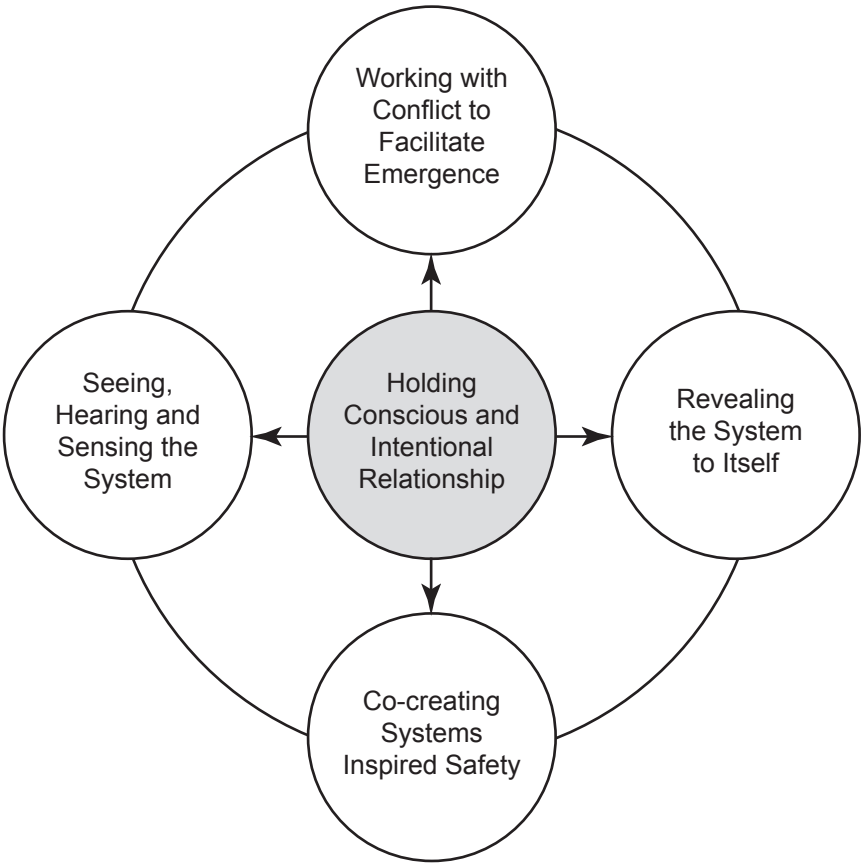 Working with
Conflict to
Facilitate
Emergence
Seeing,
Hearing and
Sensing the
System
Holding
Conscious and
Intentional
Relationship
Revealing
the System
to Itself
Co-creating
Systems
Inspired Safety